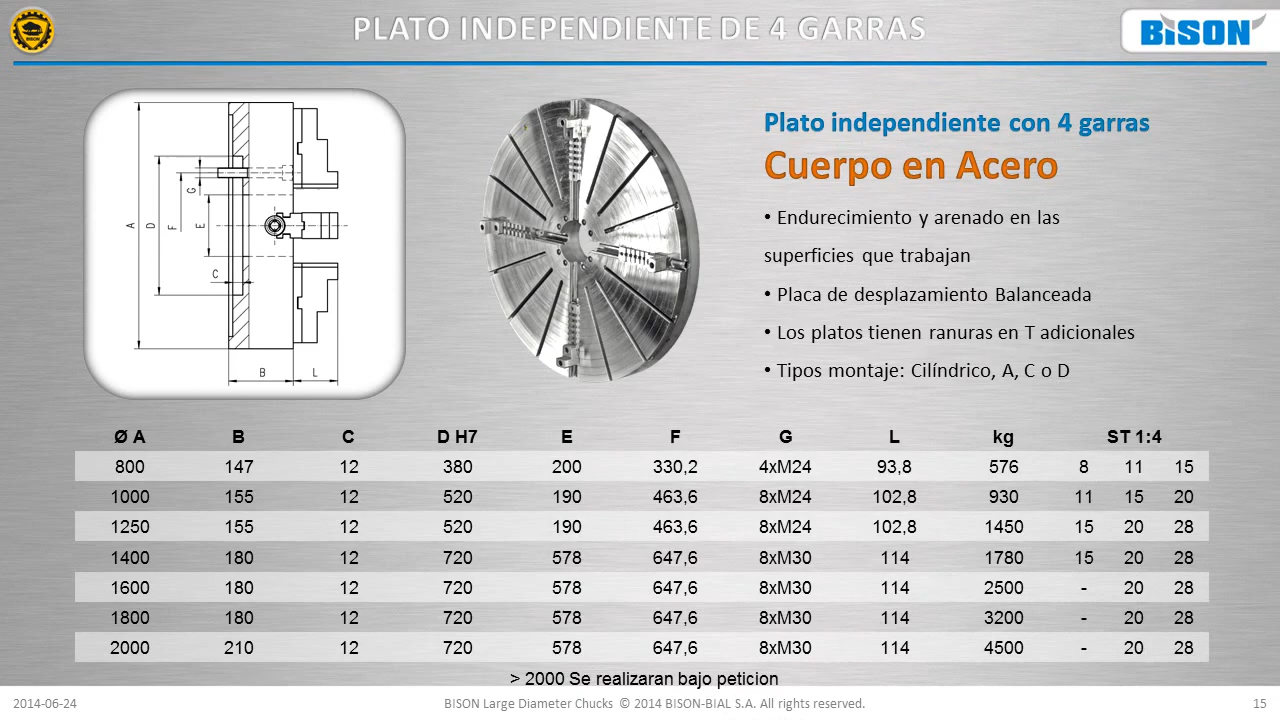 PLATO INDEPENDIENTE DE 4 GARRAS
BISON
BISON
A
D
F
G
E
C
B
L
Plato independiente con 4 garras
Cuerpo en Acero
• Endurecimiento y arenado en las
superficies que trabajan
• Placa de desplazamiento Balanceada
• Los platos tienen ranuras en T adicionales
• Tipos montaje: Cilíndrico, A, C o D
Ø A B C D H7 E F G L kg ST 1:4
800 147 12 380 200 330,2 4xM24 93,8 576 8 11 15
1000 155 12 520 190 463,6 8xM24 102,8 930 11 15 20
1250 155 12 520 190 463,6 8xM24 102,8 1450 15 20 28
1400 180 12 720 578 647,6 8xM30 114 1780 15 20 28
1600 180 12 720 578 647,6 8xM30 114 2500 - 20 28
1800 180 12 720 578 647,6 8xM30 114 3200 - 20 28
2000 210 12 720 578 647,6 8xM30 114 4500 - 20 28
> 2000 Se realizaran bajo peticion
2014-06-24 BISON Large Diameter Chucks © 2014 BISON-BIAL S.A. All rights reserved. 15